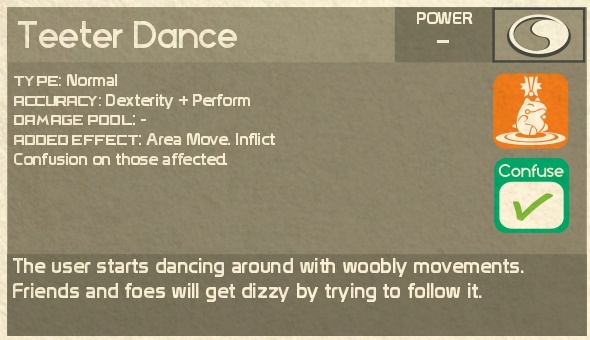 Teeter Dance
POWER
–
TYPE: Normal
ACCURACY: Dexterity + Perform
DAMAGE POOL: -
ADDED EFFECT: Area Move. Inflict
Confusion on those affected.
Confuse
The user starts dancing around with woobly movements.
Friends and foes will get dizzy by trying to follow it.